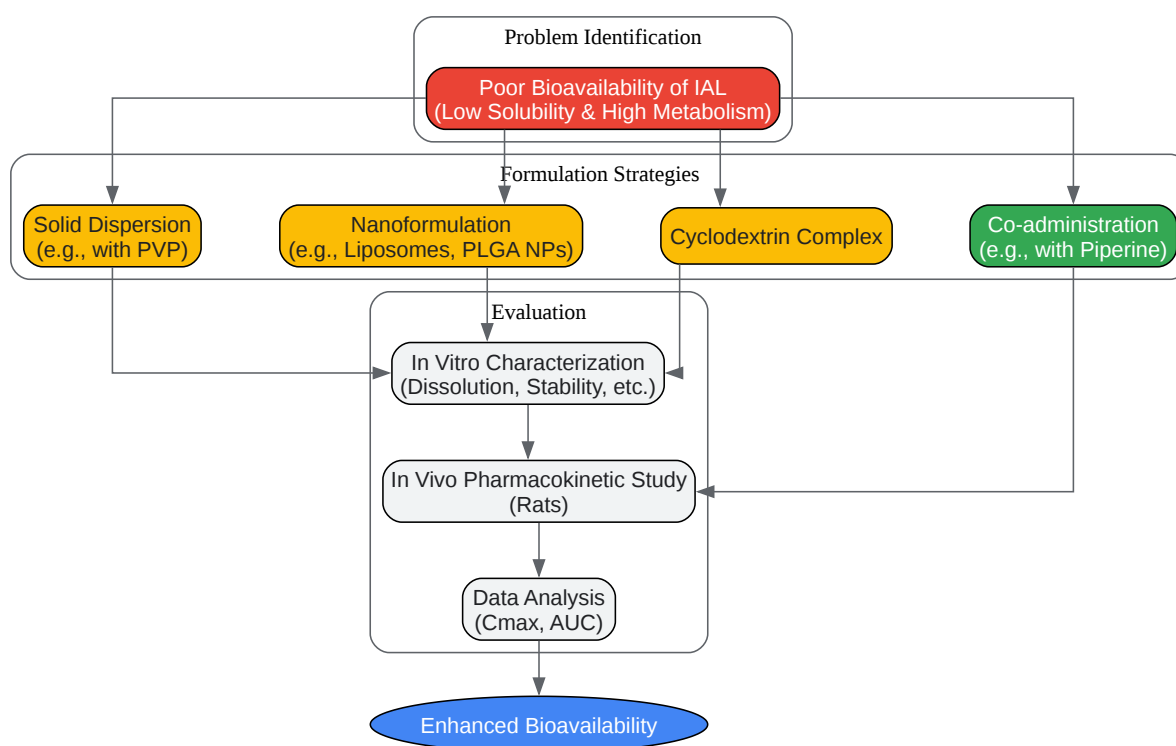 Problem Identification
Poor Bioavailability of IAL
(Low Solubility & High Metabolism)
Formulation Strategies
Solid Dispersion
(e.g., with PVP)
Nanoformulation
(e.g., Liposomes, PLGA NPs)
Cyclodextrin Complex
Co-administration
(e.g., with Piperine)
Evaluation
In Vitro Characterization
(Dissolution, Stability, etc.)
In Vivo Pharmacokinetic Study
(Rats)
Data Analysis
(Cmax, AUC)
Enhanced Bioavailability